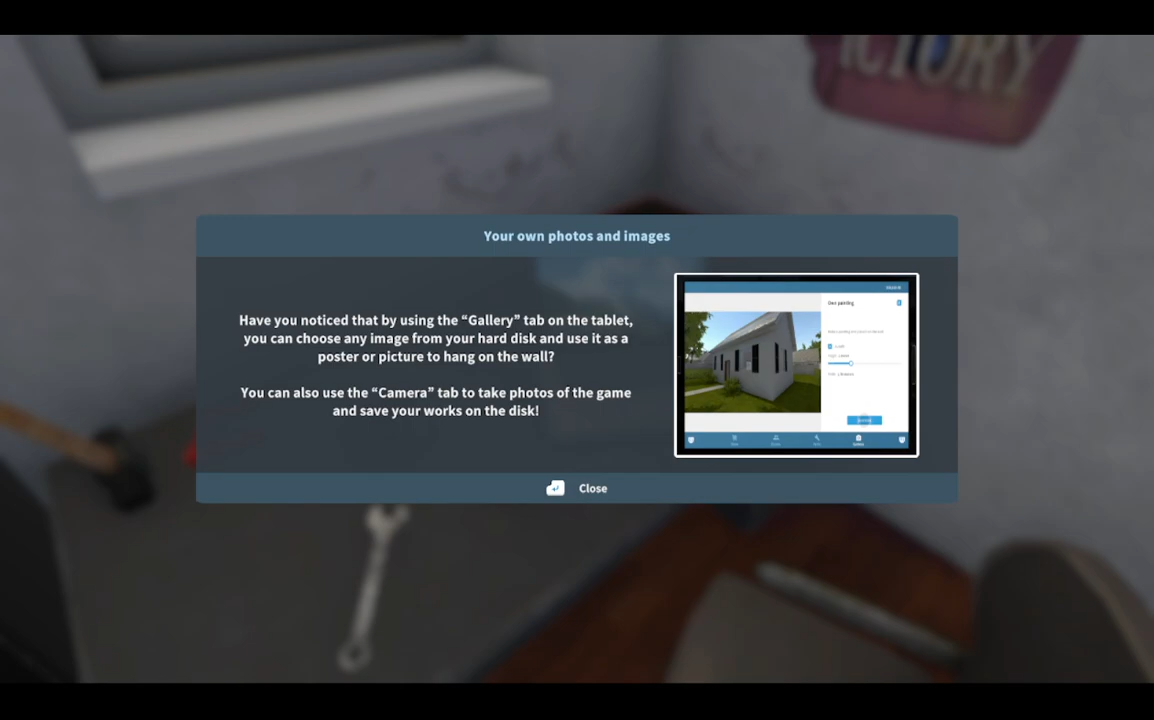 ICTORY
Your own photos and images
Have you noticed that by using the “Gallery” tab on the tablet,
you can choose any image from your hard disk and use it as a
poster or picture to hang on the wall?
You can also use the “Camera” tab to take photos of the game
and save your works on the disk!
Own painting
Close